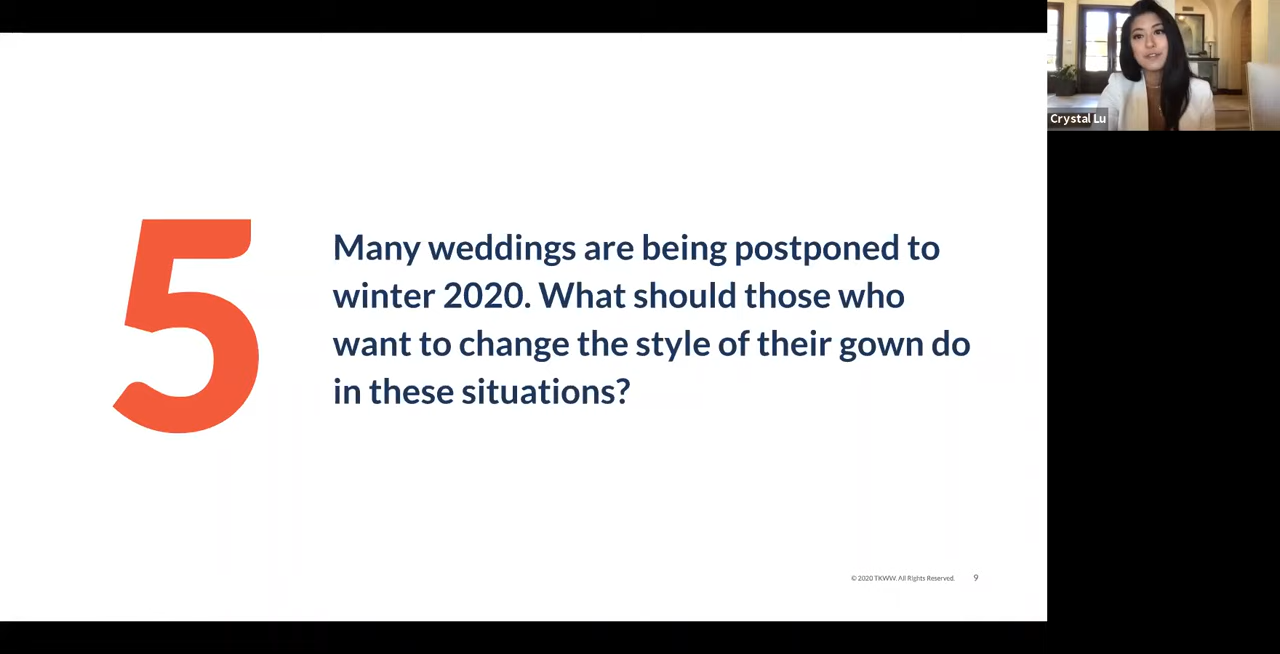 Crystal Lu
5
Many weddings are being postponed to
winter 2020. What should those who
want to change the style of their gown do
in these situations?
© 2020 TKWW. All Rights Reserved.
9